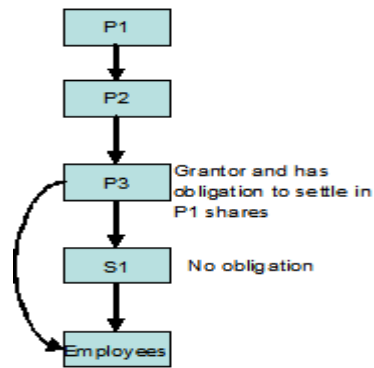 P1
P2
P3
Grantor and has
obligation to settle in
P1 shares
S1
No obligation
Employees